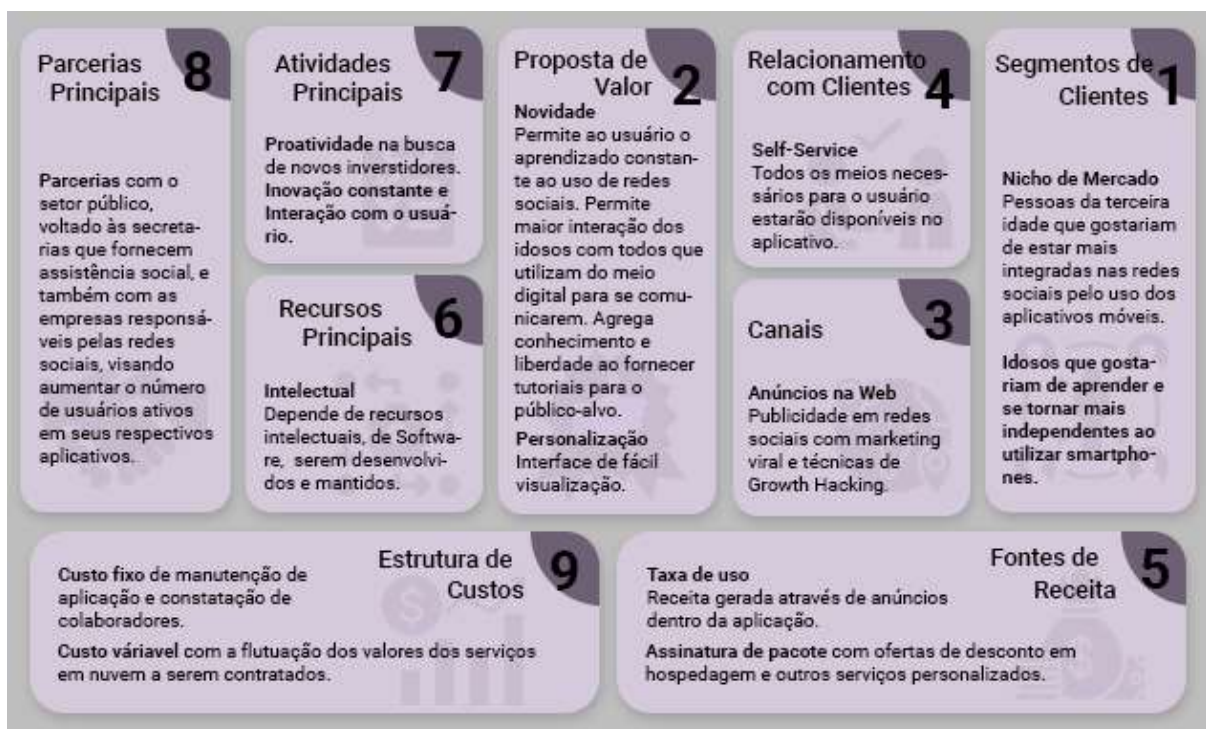 Parcerias
Principais
8
Parcerias com o
setor público,
voltado às secreta-
rias que fornecem
assistência social, e
também com as
empresas responsá-
veis pelas redes
sociais, visando
aumentar o número
de usuários ativos
em seus respectivos
aplicativos.
Atividades
Principais
7
Proatividade na busca
de novos inverstidores.
Inovação constante e
Interação com o usuá-
rio.
Recursos
Principais
6
Intelectual
Depende de recursos
intelectuais, de Softwa-
re, serem desenvolvi-
dos e mantidos.
Proposta de
Valor
2
Novidade
Permite ao usuário o
aprendizado constan-
te ao uso de redes
sociais. Permite
maior interação dos
idosos com todos que
utilizam do meio
digital para se comu-
nicarem. Agrega
conhecimento e
liberdade ao fornecer
tutoriais para o
público-alvo.
Personalização
Interface de fácil
visualização.
Relacionamento
com Clientes
4
Self-Service
Todos os meios neces-
sários para o usuário
estarão disponíveis no
aplicativo.
Canais
3
Anúncios na Web
Publicidade em redes
sociais com marketing
viral e técnicas de
Growth Hacking.
Segmentos de
Clientes
1
Nicho de Mercado
Pessoas da terceira
idade que gostariam
de estar mais
integradas nas redes
sociais pelo uso dos
aplicativos móveis.
Idosos que gosta-
riam de aprender e
se tornar mais
independentes ao
utilizar smartpho-
nes.
Estrutura de
Custos
9
Custo fixo de manutenção de
aplicação e constatação de
colaboradores.
Custo váriavel com a flutuação dos valores dos serviços
em nuvem a serem contratados.
Fontes de
Receita
5
Taxa de uso
Receita gerada através de anúncios
dentro da aplicação.
Assinatura de pacote com ofertas de desconto em
hospedagem e outros serviços personalizados.